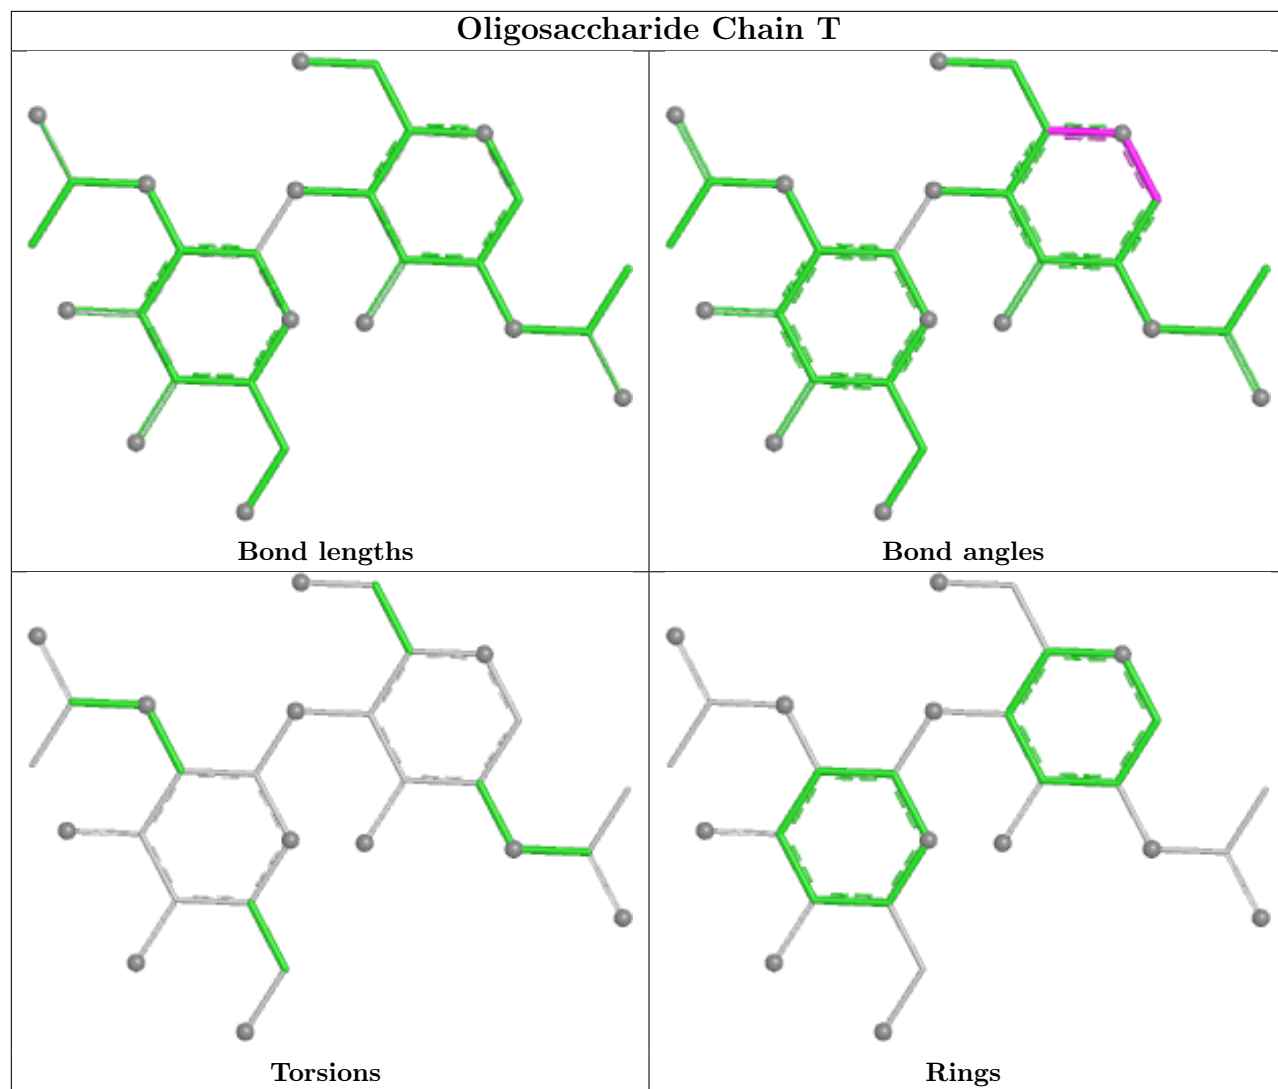 Oligosaccharide Chain T
Bond lengths
Bond angles
Torsions
Rings